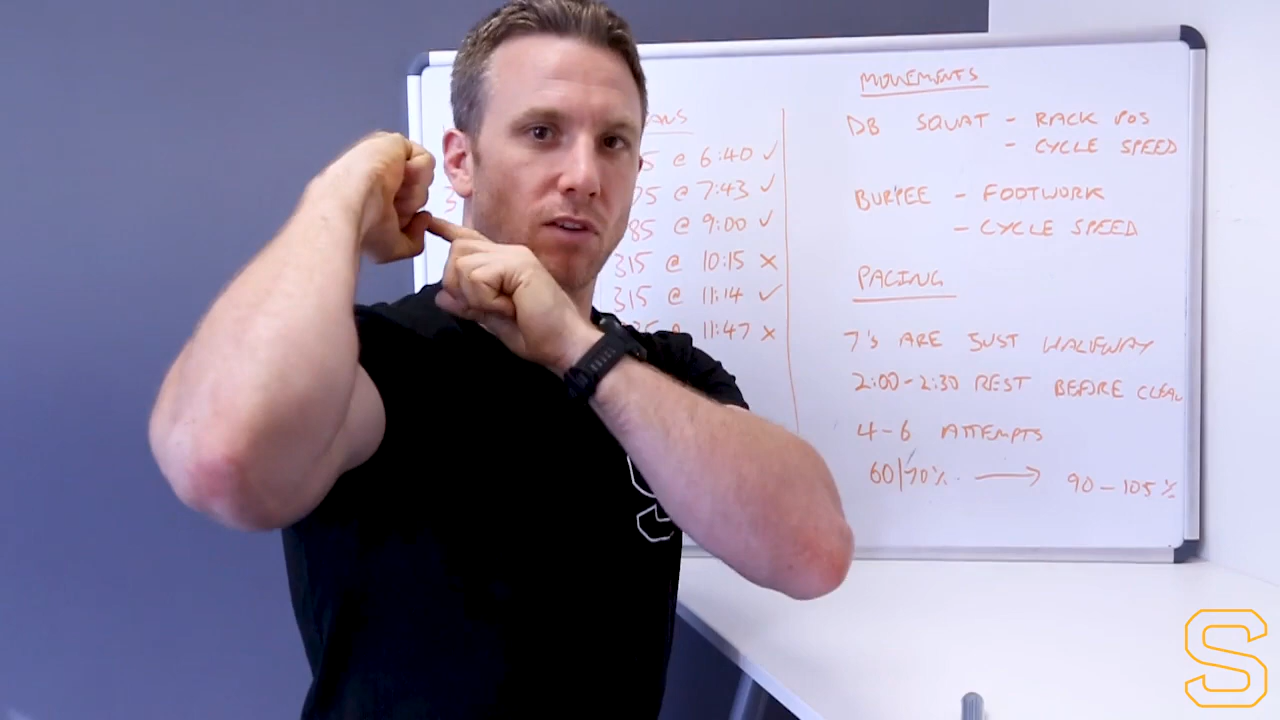 5 @ 6:40 ✓
5 @ 7:43 ✓
85 @ 9:00 ✓
315 @ 10:15 ×
315 @ 11:14 ✓
@ 11:47 ×
MOVEMENTS
DB SQUAT - RACK POS
- CYCLE SPEED
BURPEE - FOOTWORK
- CYCLE SPEED
PACING
7's ARE JUST HALFWAY
2:00-2:30 REST BEFORE CLEAN
4-6 ATTEMPTS
60/70% → 90-105%
S